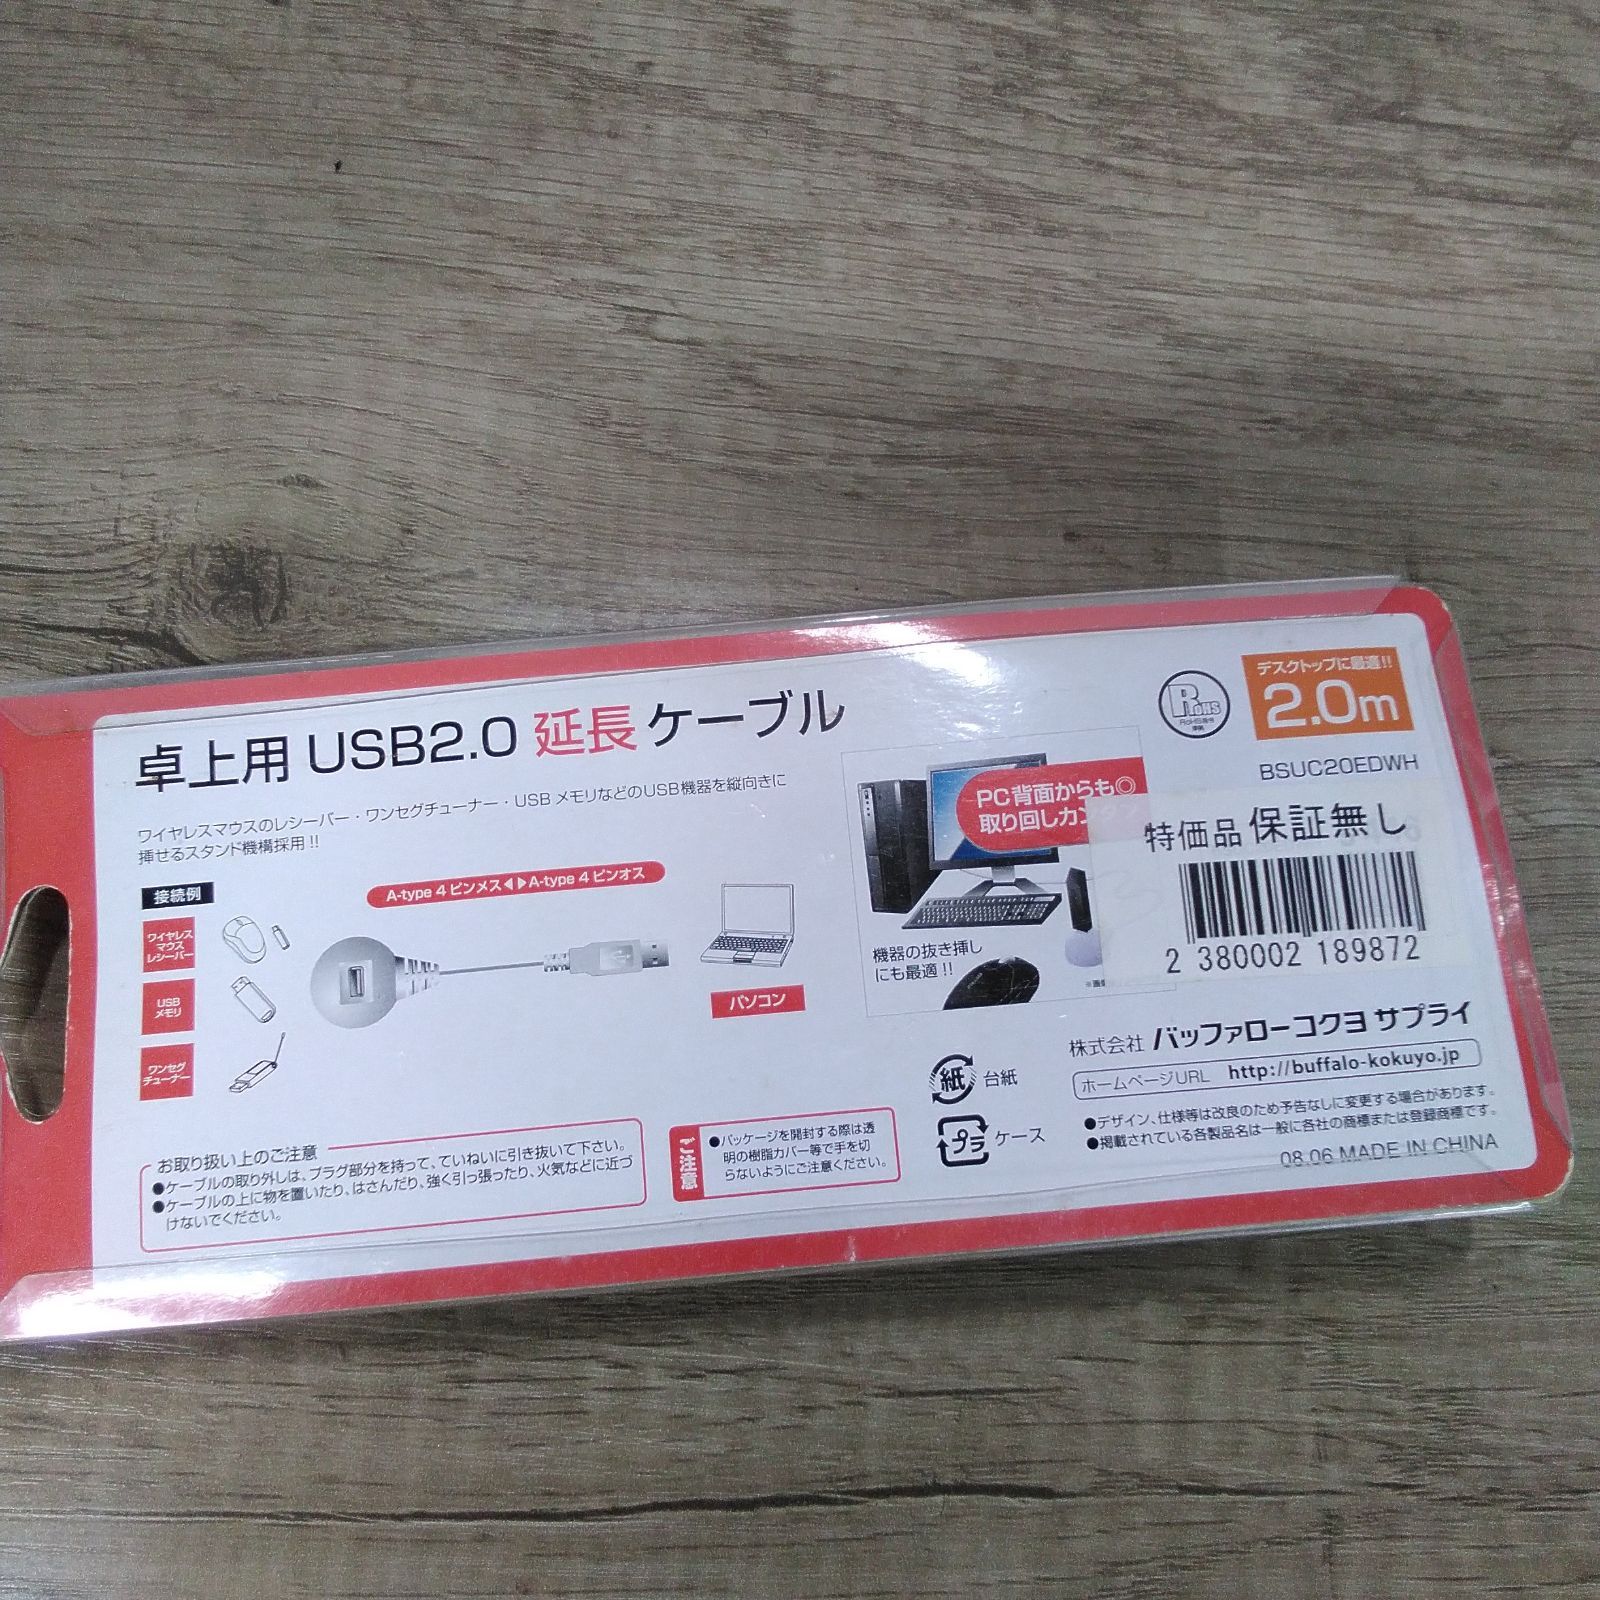 卓上用 USB2.0 延長ケーブル
ワイヤレスマウスのレシーバー・ワンセグチューナー・USB メモリなどのUSB機器を縦向きに
挿せるスタンド機構採用!!
接続例
A-type 4 ピンメス◀▶A-type 4 ピンオス
ワイヤレス
マウス
レシーバー
USB
メモリ
ワンセグ
チューナー
パソコン
PC背面からも◎
取り回しカンタン
機器の抜き挿し
にも最適!!
RoHS
デスクトップに最適!!
2.0m
BSUC20EDWH
特価品 保証無し
2 380002 189872
株式会社 バッファローコクヨ サプライ
ホームページURL http://buffalo-kokuyo.jp
●デザイン、仕様等は改良のため予告なしに変更する場合があります。
●掲載されている各製品名は一般に各社の商標または登録商標です。
08.06 MADE IN CHINA
紙 台紙
プラ ケース
お取り扱い上のご注意
●ケーブルの取り外しは、プラグ部分を持って、ていねいに引き抜いて下さい。
●ケーブルの上に物を置いたり、はさんだり、強く引っ張ったり、火気などに近づ
けないでください。
ご注意
●パッケージを開封する際は透
明の樹脂カバー等で手を切
らないようにご注意ください。